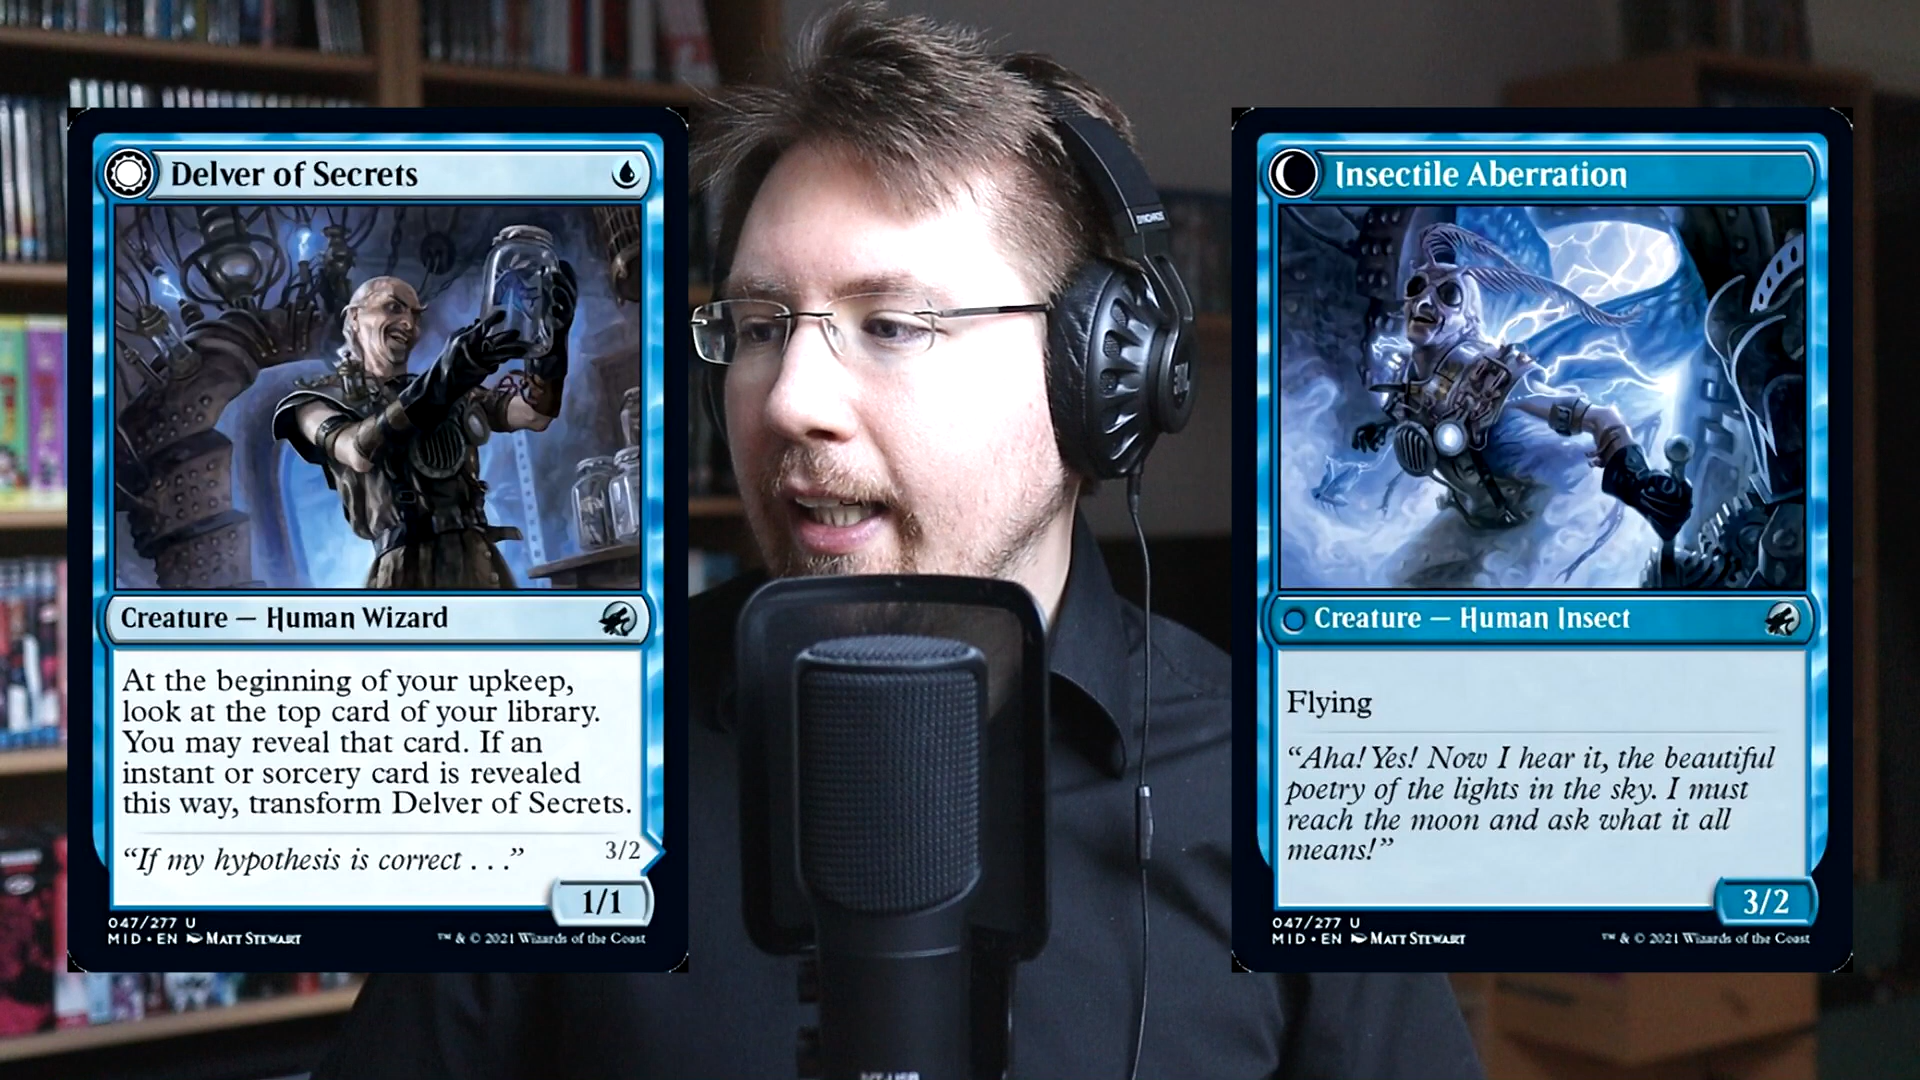 Delver of Secrets
Creature — Human Wizard
At the beginning of your upkeep,
look at the top card of your library.
You may reveal that card. If an
instant or sorcery card is revealed
this way, transform Delver of Secrets.
“If my hypothesis is correct . . .”
3/2
1/1
047/277 U
MID • EN Matt Stewart
™ & © 2021 Wizards of the Coast
Insectile Aberration
Creature — Human Insect
Flying
“Aha! Yes! Now I hear it, the beautiful
poetry of the lights in the sky. I must
reach the moon and ask what it all
means!”
3/2
047/277 U
MID • EN Matt Stewart
™ & © 2021 Wizards of the Coast